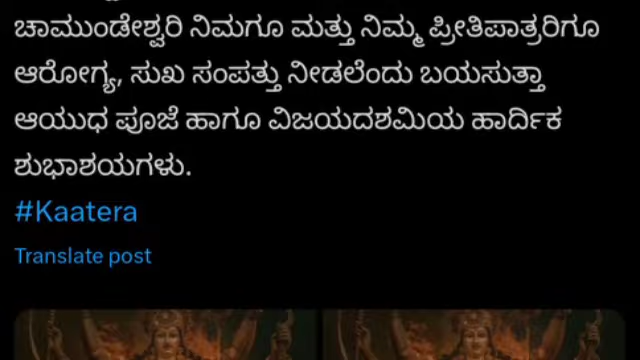 ಚಾಮುಂಡೇಶ್ವರಿ ನಿಮಗೂ ಮತ್ತು ನಿಮ್ಮ ಪ್ರೀತಿಪಾತ್ರರಿಗೂ
ಆರೋಗ್ಯ, ಸುಖ ಸಂಪತ್ತು ನೀಡಲೆಂದು ಬಯಸುತ್ತಾ
ಆಯುಧ ಪೂಜೆ ಹಾಗೂ ವಿಜಯದಶಮಿಯ ಹಾರ್ದಿಕ
ಶುಭಾಶಯಗಳು.
#Kaatera
Translate post